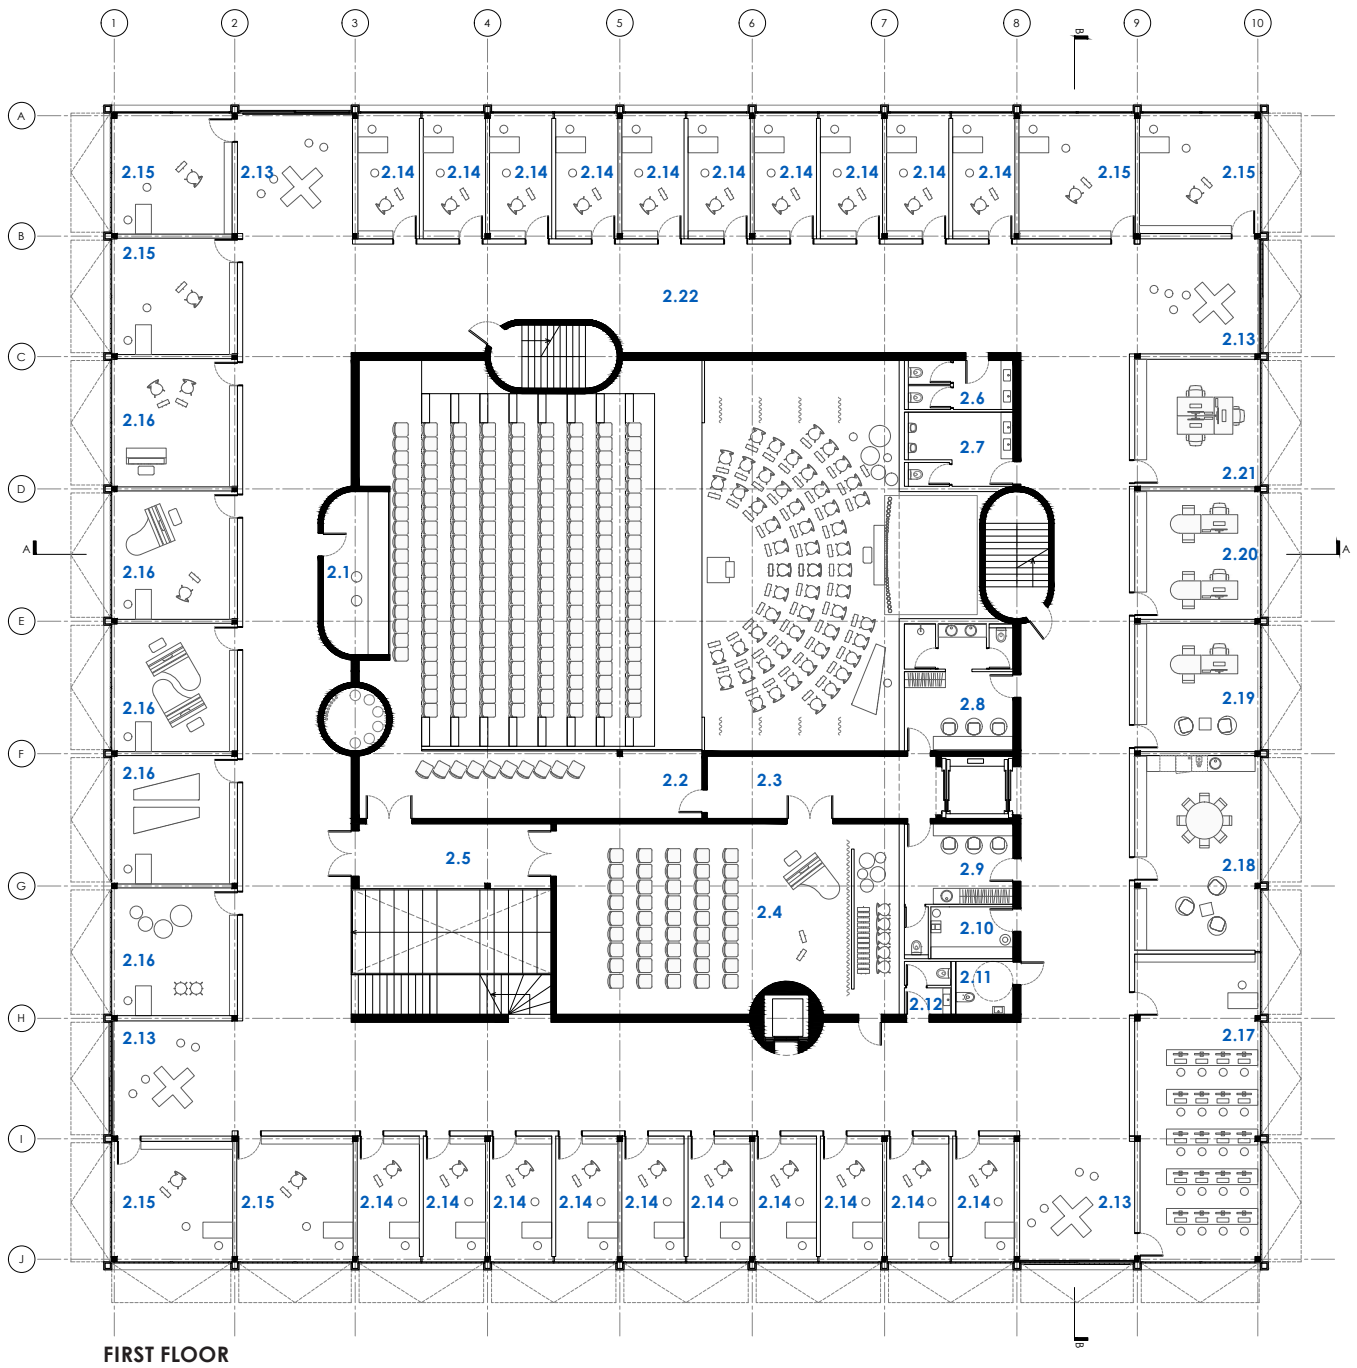 1 2 3 4 5 6 7 8 9 10
B
A
2.15 2.13 2.14 2.14 2.14 2.14 2.14 2.14 2.14 2.14 2.14 2.14 2.15 2.15
B
2.15
2.22
2.13
C
2.16 2.6
2.7 2.21
D
A 2.16 2.1 2.20 A
E
2.16 2.8 2.19
F
2.16 2.2 2.3
2.5 2.9 2.18
G
2.4
2.16 2.10
2.11
2.12
H
2.13 2.17
I
2.15 2.15 2.14 2.14 2.14 2.14 2.14 2.14 2.14 2.14 2.14 2.14 2.13
J
B
FIRST FLOOR